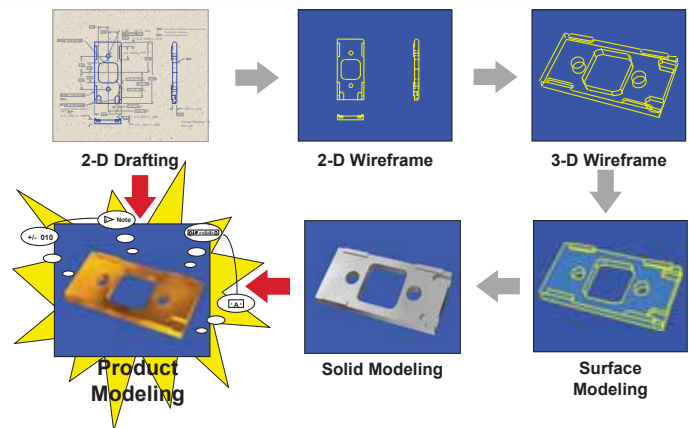 2-D Drafting
2-D Wireframe
3-D Wireframe
Note
+/- 010
A
Product
Modeling
Solid Modeling
Surface
Modeling